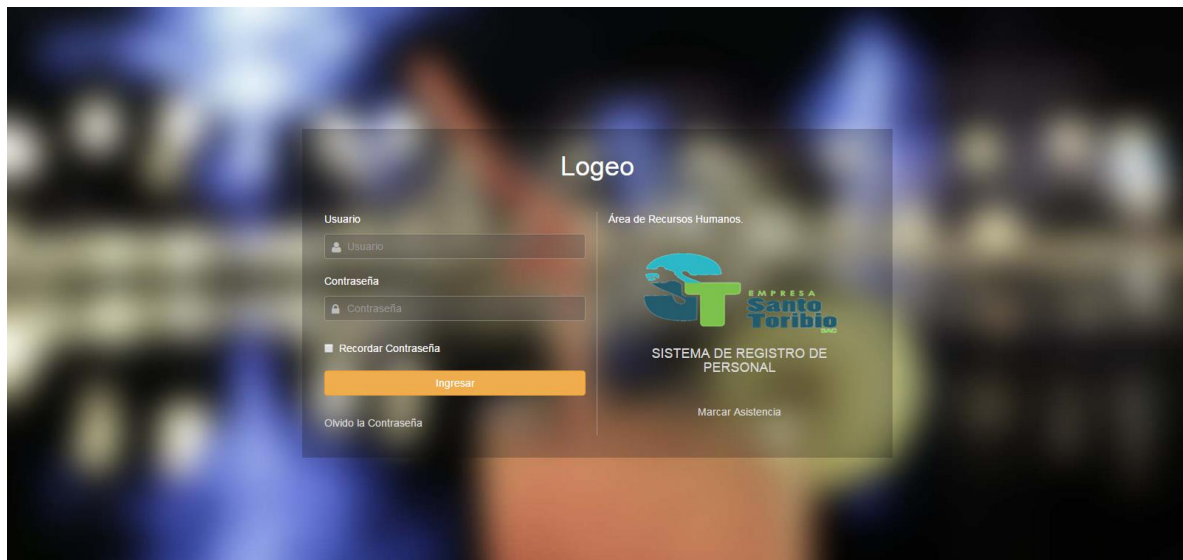 Logeo
Usuario
Usuario
Contraseña
Contraseña
Recordar Contraseña
Ingresar
Olvido la Contraseña
Área de Recursos Humanos.
ST
EMPRESA
Santo
Toribio
SAC
SISTEMA DE REGISTRO DE
PERSONAL
Marcar Asistencia